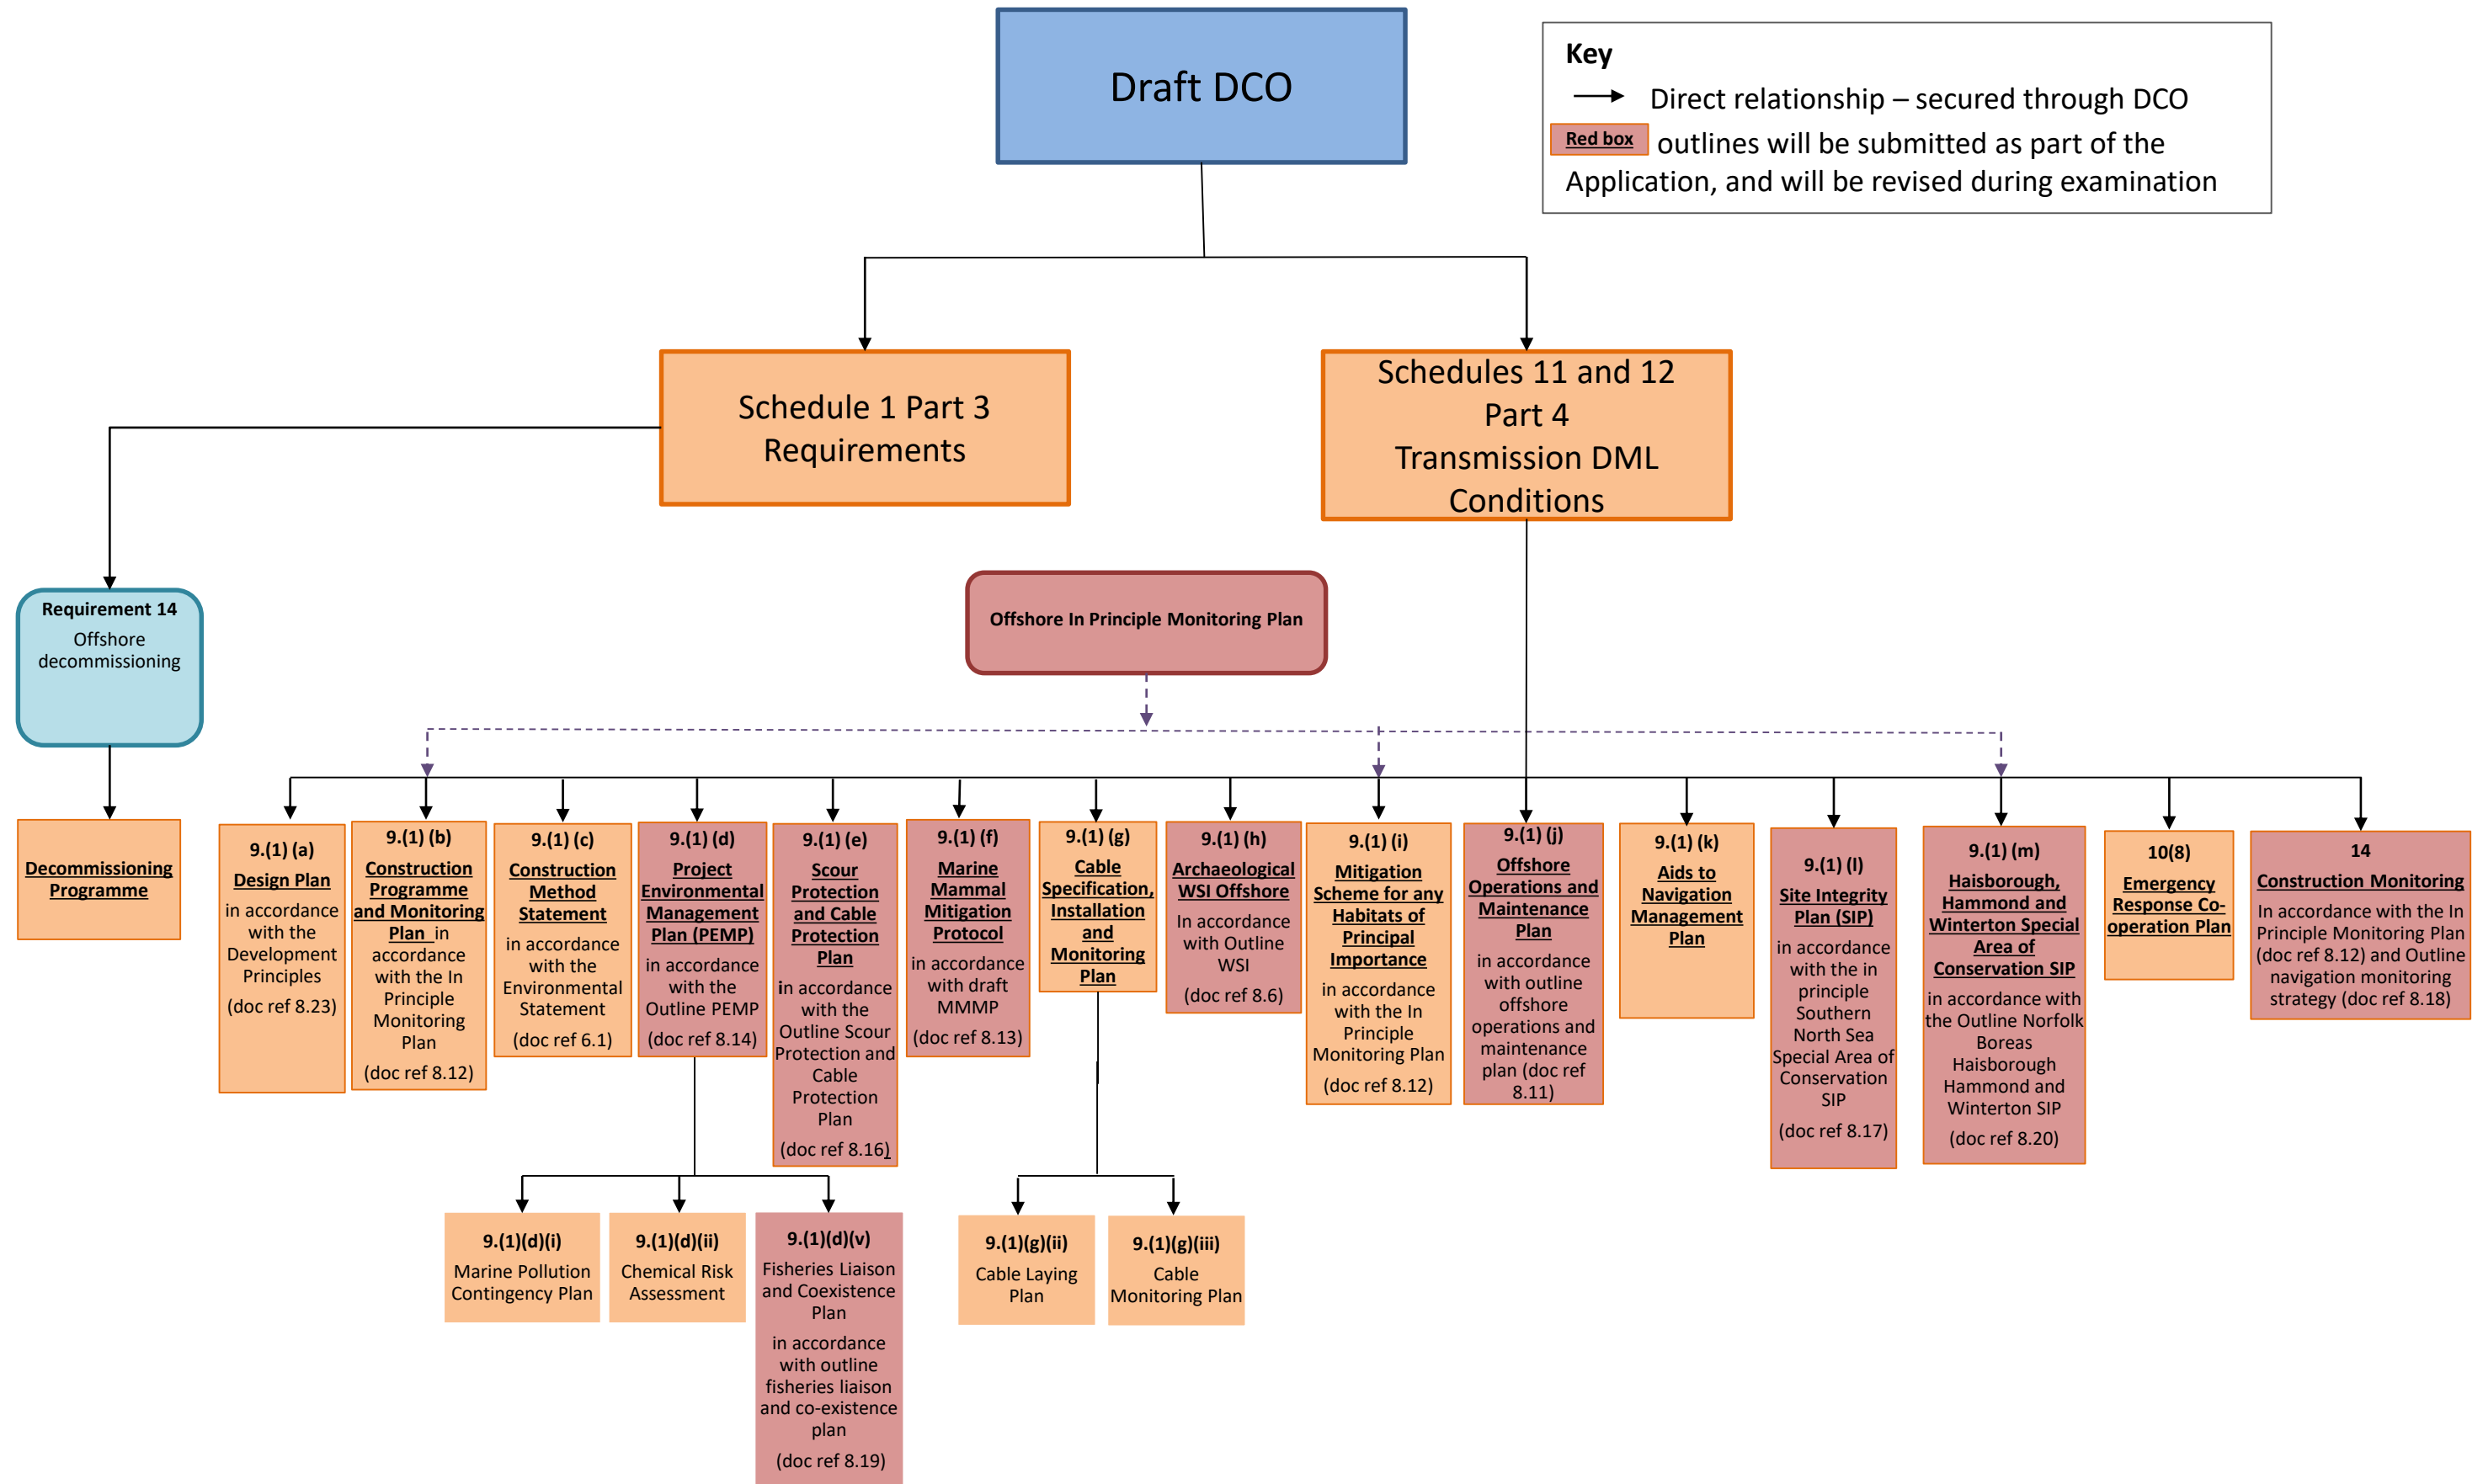 Draft DCO
Key
Direct relationship – secured through DCO
Red box outlines will be submitted as part of the
Application, and will be revised during examination
Schedule 1 Part 3
Requirements
Schedules 11 and 12
Part 4
Transmission DML
Conditions
Requirement 14
Offshore
decommissioning
Offshore In Principle Monitoring Plan
Decommissioning
Programme
9.(1) (a)
Design Plan
in accordance
with the
Development
Principles
(doc ref 8.23)
9.(1) (b)
Construction
Programme
and Monitoring
Plan in
accordance
with the In
Principle
Monitoring
Plan
(doc ref 8.12)
9.(1) (c)
Construction
Method
Statement
in accordance
with the
Environmental
Statement
(doc ref 6.1)
9.(1) (d)
Project
Environmental
Management
Plan (PEMP)
in accordance
with the
Outline PEMP
(doc ref 8.14)
9.(1) (e)
Scour
Protection
and Cable
Protection
Plan
in accordance
with the
Outline Scour
Protection and
Cable
Protection
Plan
(doc ref 8.16)
9.(1) (f)
Marine
Mammal
Mitigation
Protocol
in accordance
with draft
MMMP
(doc ref 8.13)
9.(1) (g)
Cable
Specification,
Installation
and
Monitoring
Plan
9.(1) (h)
Archaeological
WSI Offshore
In accordance
with Outline
WSI
(doc ref 8.6)
9.(1) (i)
Mitigation
Scheme for any
Habitats of
Principal
Importance
in accordance
with the In
Principle
Monitoring Plan
(doc ref 8.12)
9.(1) (j)
Offshore
Operations and
Maintenance
Plan
in accordance
with outline
offshore
operations and
maintenance
plan (doc ref
8.11)
9.(1) (k)
Aids to
Navigation
Management
Plan
9.(1) (l)
Site Integrity
Plan (SIP)
in accordance
with the in
principle
Southern
North Sea
Special Area of
Conservation
SIP
(doc ref 8.17)
9.(1) (m)
Haisborough,
Hammond and
Winterton Special
Area of
Conservation SIP
in accordance with
the Outline Norfolk
Boreas
Haisborough
Hammond and
Winterton SIP
(doc ref 8.20)
10(8)
Emergency
Response Co-
operation Plan
14
Construction Monitoring
In accordance with the In
Principle Monitoring Plan
(doc ref 8.12) and Outline
navigation monitoring
strategy (doc ref 8.18)
9.(1)(d)(i)
Marine Pollution
Contingency Plan
9.(1)(d)(ii)
Chemical Risk
Assessment
9.(1)(d)(v)
Fisheries Liaison
and Coexistence
Plan
in accordance
with outline
fisheries liaison
and co-existence
plan
(doc ref 8.19)
9.(1)(g)(ii)
Cable Laying
Plan
9.(1)(g)(iii)
Cable
Monitoring Plan